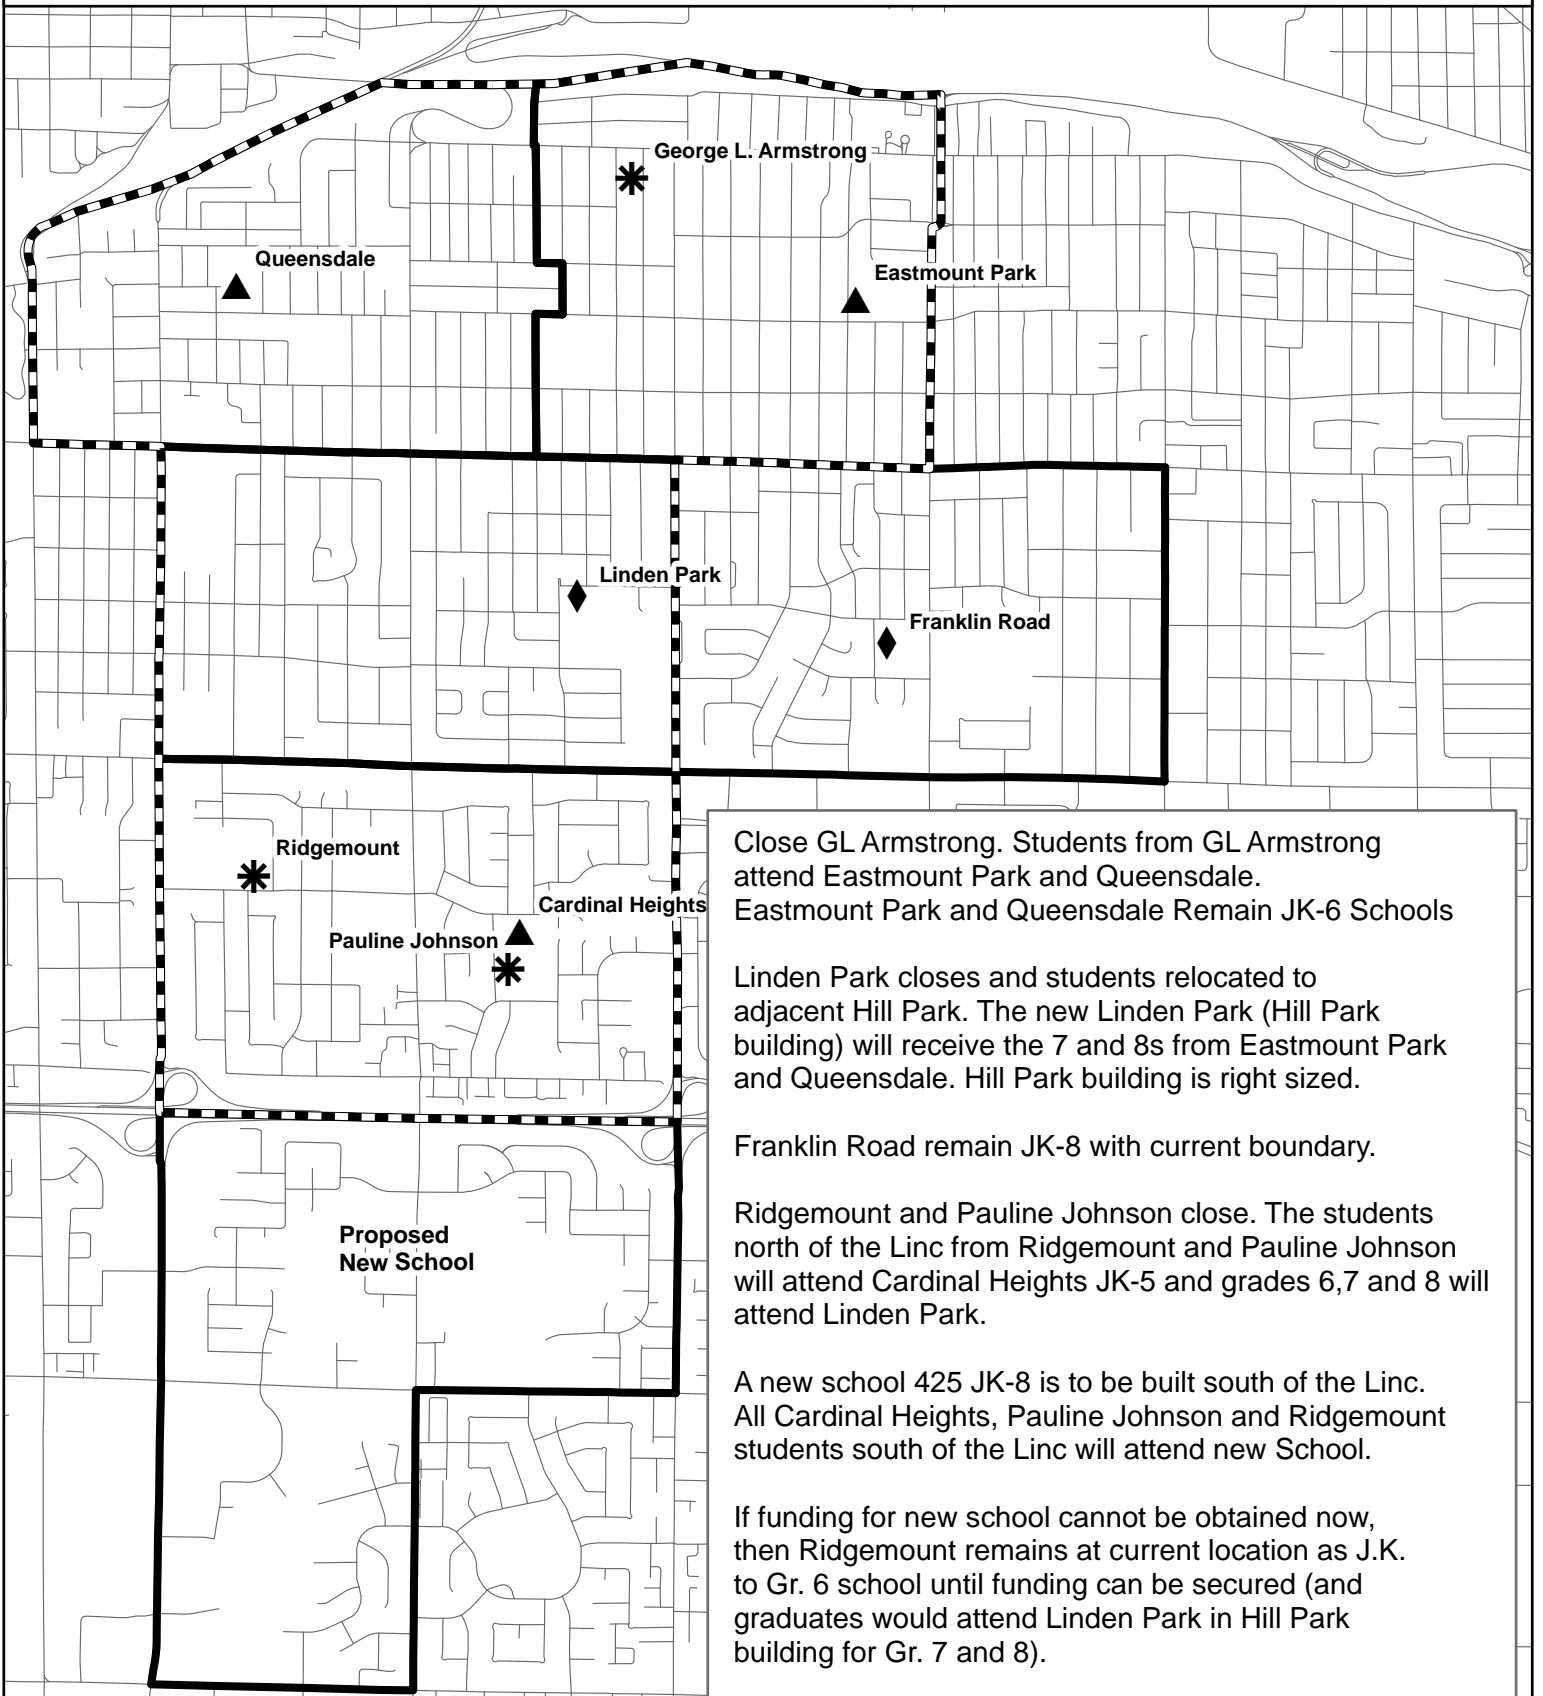 George L. Armstrong
Queensdale
Eastmount Park
Linden Park
Franklin Road
Ridgemount
Cardinal Heights
Pauline Johnson
Proposed
New School
Close GL Armstrong. Students from GL Armstrong
attend Eastmount Park and Queensdale.
Eastmount Park and Queensdale Remain JK-6 Schools
Linden Park closes and students relocated to
adjacent Hill Park. The new Linden Park (Hill Park
building) will receive the 7 and 8s from Eastmount Park
and Queensdale. Hill Park building is right sized.
Franklin Road remain JK-8 with current boundary.
Ridgemount and Pauline Johnson close. The students
north of the Linc from Ridgemount and Pauline Johnson
will attend Cardinal Heights JK-5 and grades 6,7 and 8 will
attend Linden Park.
A new school 425 JK-8 is to be built south of the Linc.
All Cardinal Heights, Pauline Johnson and Ridgemount
students south of the Linc will attend new School.
If funding for new school cannot be obtained now,
then Ridgemount remains at current location as J.K.
to Gr. 6 school until funding can be secured (and
graduates would attend Linden Park in Hill Park
building for Gr. 7 and 8).